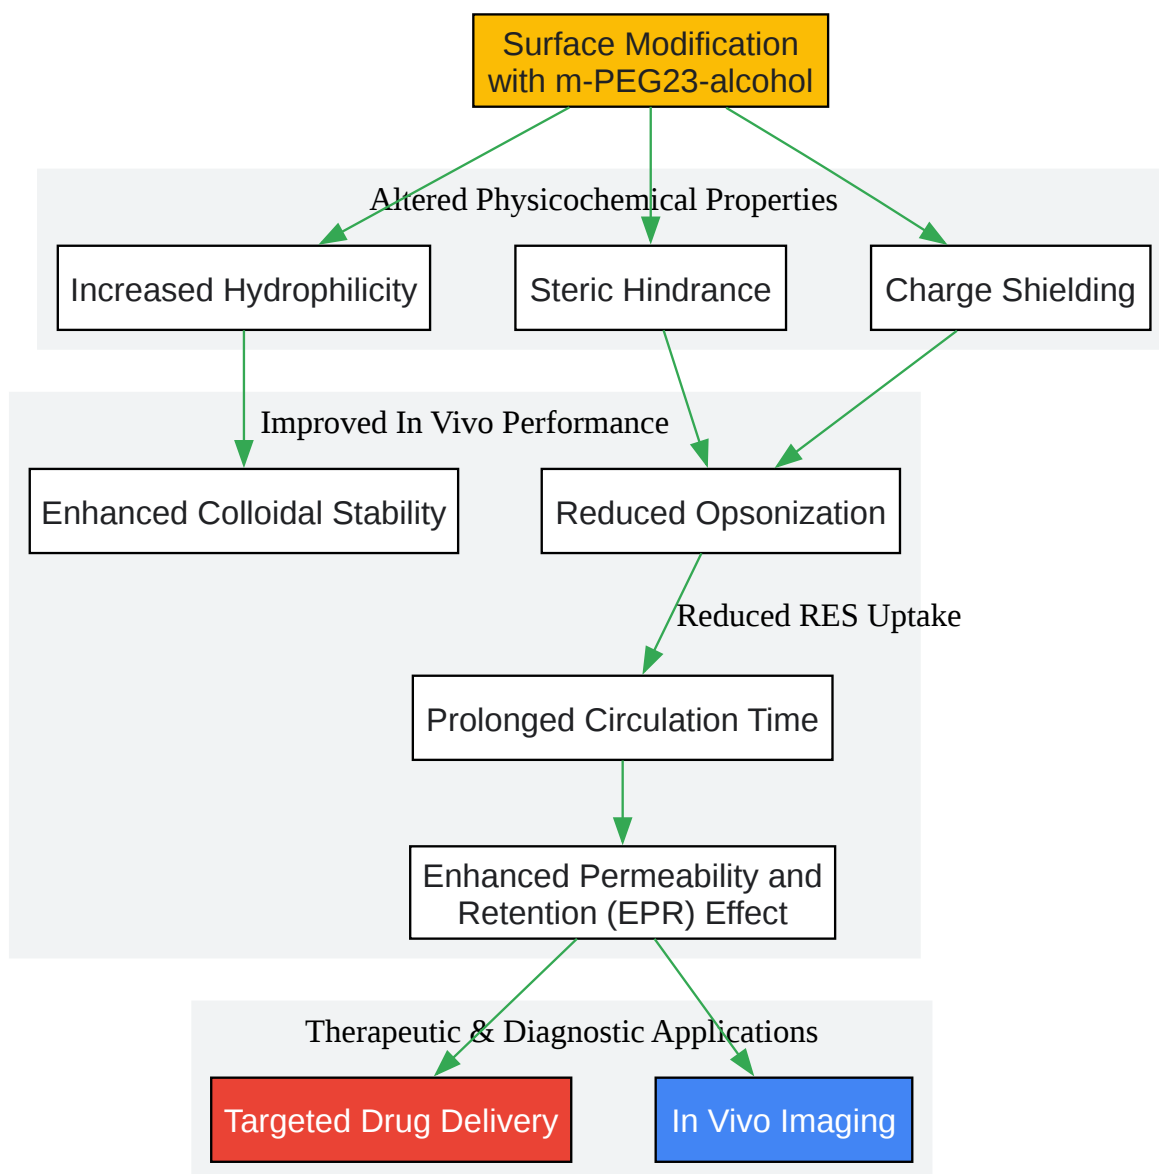 Surface Modification
with m-PEG23-alcohol
Altered Physicochemical Properties
Increased Hydrophilicity
Steric Hindrance
Charge Shielding
Improved In Vivo Performance
Enhanced Colloidal Stability
Reduced Opsonization
Reduced RES Uptake
Prolonged Circulation Time
Enhanced Permeability and
Retention (EPR) Effect
Therapeutic & Diagnostic Applications
Targeted Drug Delivery
In Vivo Imaging